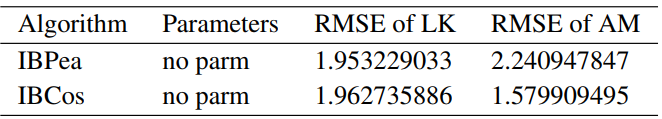 Algorithm Parameters RMSE of LK RMSE of AM
IBPea no parm 1.953229033 2.240947847
IBCos no parm 1.962735886 1.579909495